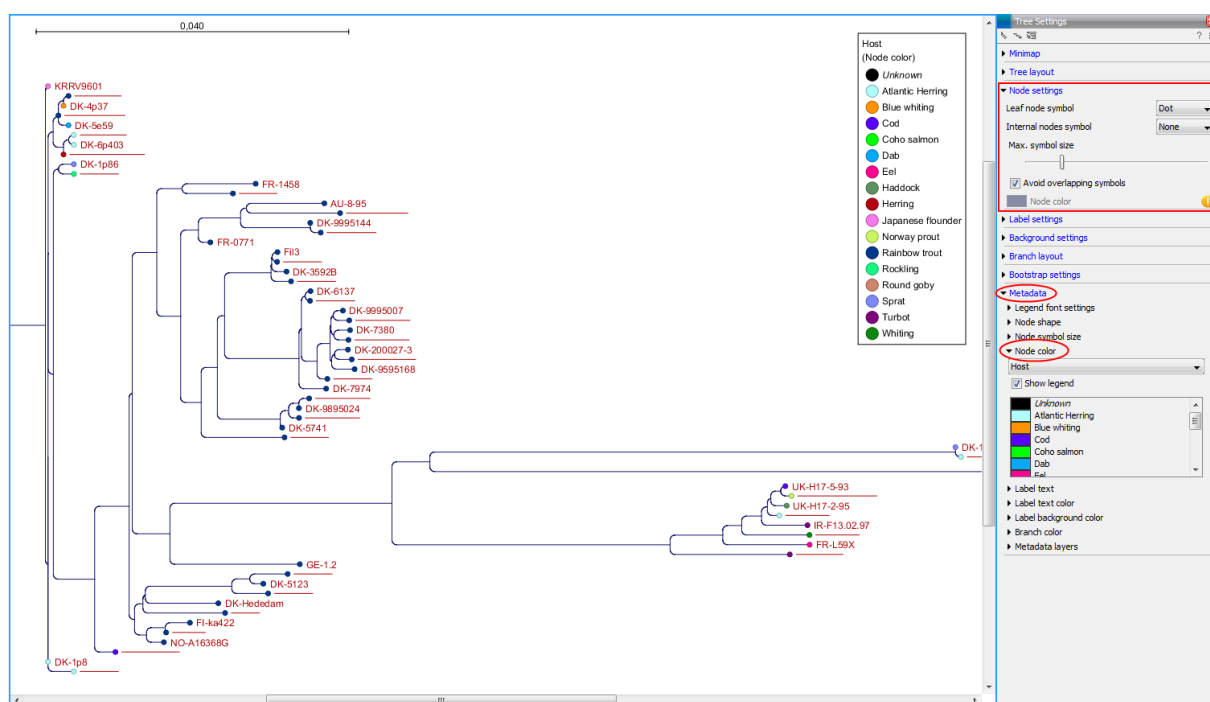 0,040
KRRV9601
DK-4p37
DK-5e59
DK-6p403
DK-1p86
FR-1458
AU-8-95
DK-9995144
FR-0771
Fil3
DK-3592B
DK-6137
DK-9995007
DK-7380
DK-200027-3
DK-9595168
DK-7974
DK-9895024
DK-5741
DK-1
UK-H17-5-93
UK-H17-2-95
IR-F13.02.97
FR-L59X
GE-1.2
DK-5123
DK-Hededam
FI-ka422
NO-A16368G
DK-1p8
Host
(Node color)
Unknown
Atlantic Herring
Blue whiting
Cod
Coho salmon
Dab
Eel
Haddock
Herring
Japanese flounder
Norway prout
Rainbow trout
Rockling
Round goby
Sprat
Turbot
Whiting
Tree Settings
?
Minimap
Tree layout
Node settings
Leaf node symbol Dot
Internal nodes symbol None
Max. symbol size
Avoid overlapping symbols
Node color
Label settings
Background settings
Branch layout
Bootstrap settings
Metadata
Legend font settings
Node shape
Node symbol size
Node color
Host
Show legend
Unknown
Atlantic Herring
Blue whiting
Cod
Coho salmon
Dab
Eel
Label text
Label text color
Label background color
Branch color
Metadata layers